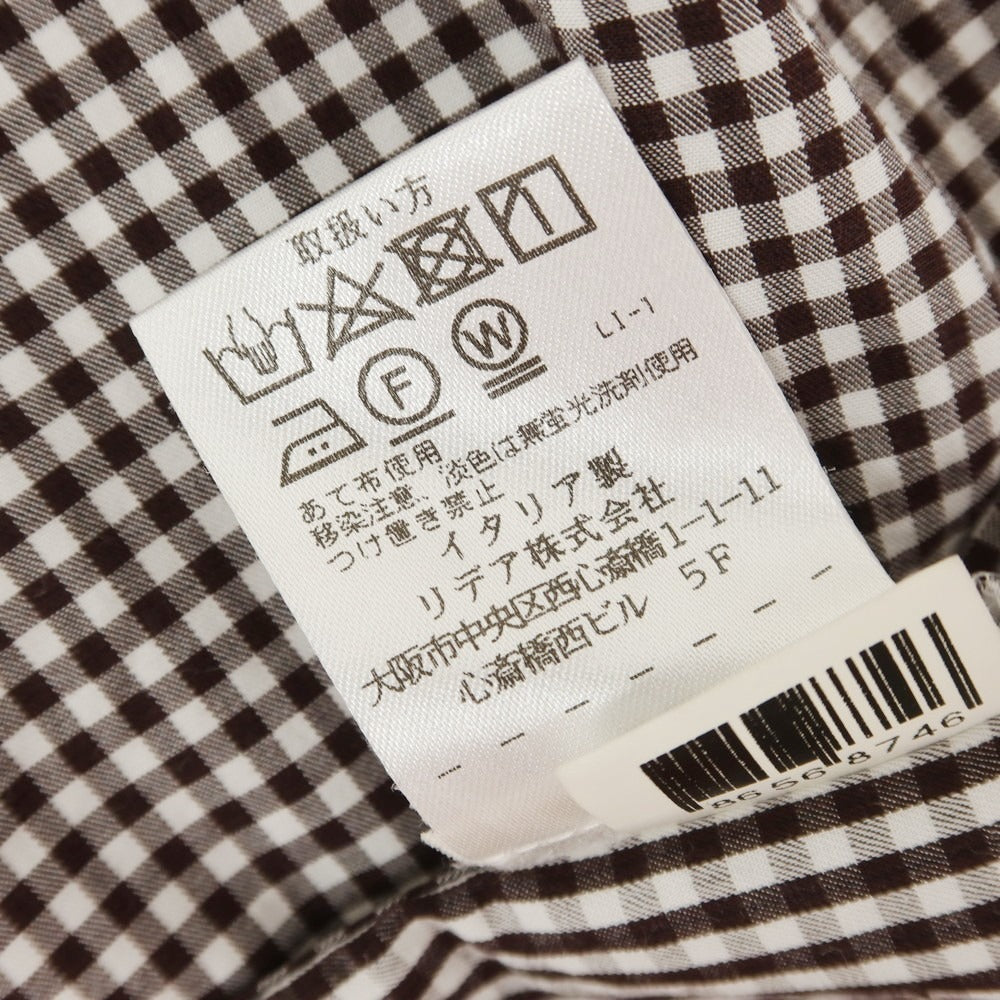 取扱い方
F W
L1-1
あて布使用
移染注意 淡色は無蛍光洗剤使用
つけ置き禁止
イタリア製
リデア株式会社
大阪市中央区西心斎橋1-1-11
心斎橋西ビル 5F
86568746